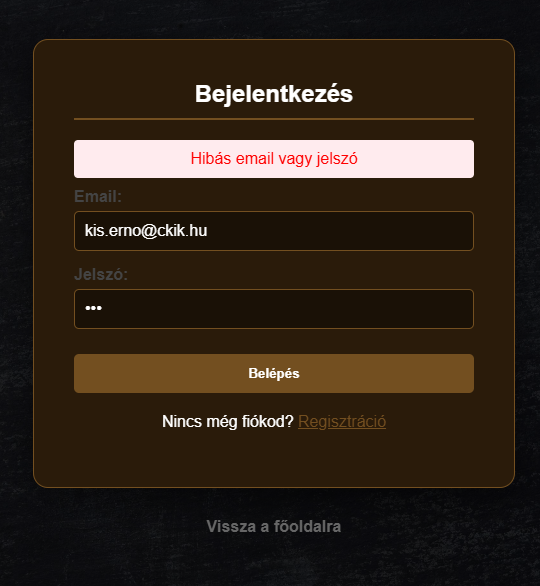 Bejelentkezés
Hibás email vagy jelszó
Email:
kis.erno@ckik.hu
Jelszó:
•••
Belépés
Nincs még fiókod? Regisztráció
Vissza a főoldalra